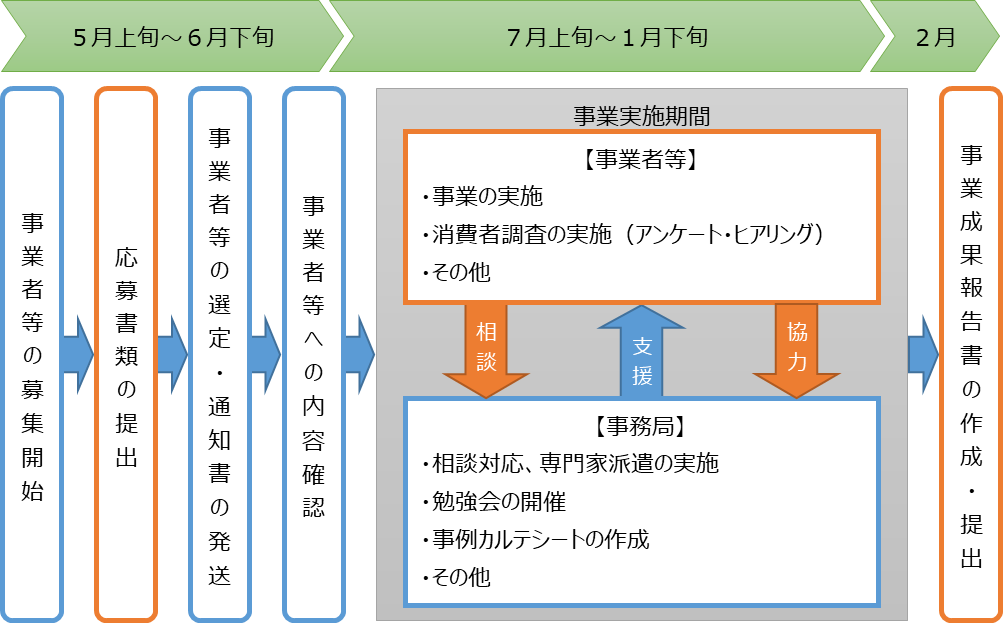 ５月上旬～６月下旬
７月上旬～１月下旬
２月
事業者等の募集開始
応募書類の提出
事業者等の選定・通知書の発送
事業者等への内容確認
事業実施期間
【事業者等】
・事業の実施
・消費者調査の実施（アンケート・ヒアリング）
・その他
相談
支援
協力
【事務局】
・相談対応、専門家派遣の実施
・勉強会の開催
・事例カルテシートの作成
・その他
事業成果報告書の作成・提出